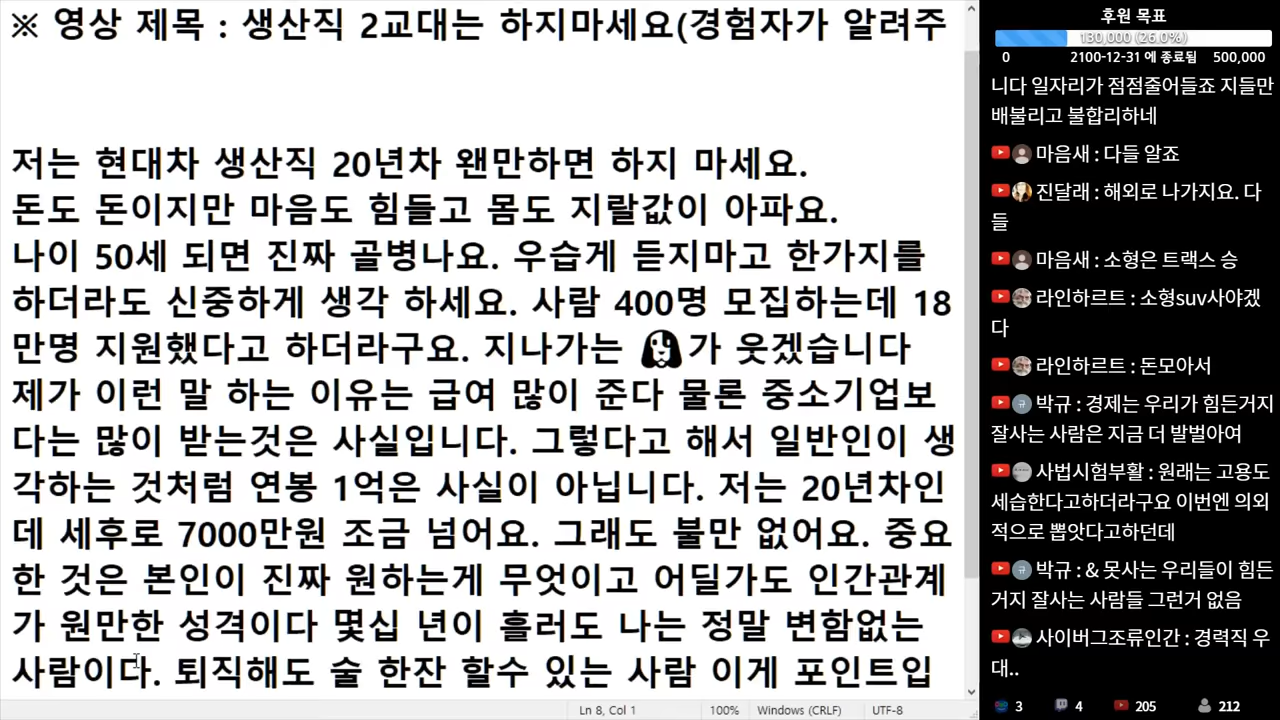 ※ 영상 제목 : 생산직 2교대는 하지마세요(경험자가 알려주
저는 현대차 생산직 20년차 왠만하면 하지 마세요.
돈도 돈이지만 마음도 힘들고 몸도 지랄값이 아파요.
나이 50세 되면 진짜 골병나요. 우습게 듣지마고 한가지를
하더라도 신중하게 생각 하세요. 사람 400명 모집하는데 18
만명 지원했다고 하더라구요. 지나가는 가 웃겠습니다
제가 이런 말 하는 이유는 급여 많이 준다 물론 중소기업보
다는 많이 받는것은 사실입니다. 그렇다고 해서 일반인이 생
각하는 것처럼 연봉 1억은 사실이 아닙니다. 저는 20년차인
데 세후로 7000만원 조금 넘어요. 그래도 불만 없어요. 중요
한 것은 본인이 진짜 원하는게 무엇이고 어딜가도 인간관계
가 원만한 성격이다 몇십 년이 흘러도 나는 정말 변함없는
사람이다. 퇴직해도 술 한잔 할수 있는 사람 이게 포인트입
Ln 8, Col 1
100%
Windows (CRLF)
UTF-8
후원 목표
130,000 (26.0%)
0
2100-12-31 에 종료됨
500,000
니다 일자리가 점점줄어들죠 지들만
배불리고 불합리하네
마음새 : 다들 알죠
진달래 : 해외로 나가지요. 다
들
마음새 : 소형은 트랙스 승
라인하르트 : 소형suv사야겠
다
라인하르트 : 돈모아서
규
박규 : 경제는 우리가 힘든거지
잘사는 사람은 지금 더 발벌아여
사법시험부활 : 원래는 고용도
세습한다고하더라구요 이번엔 의외
적으로 뽑앗다고하던데
규
박규 : & 못사는 우리들이 힘든
거지 잘사는 사람들 그런거 없음
사이버그조류인간 : 경력직 우
대..
3
4
205
212